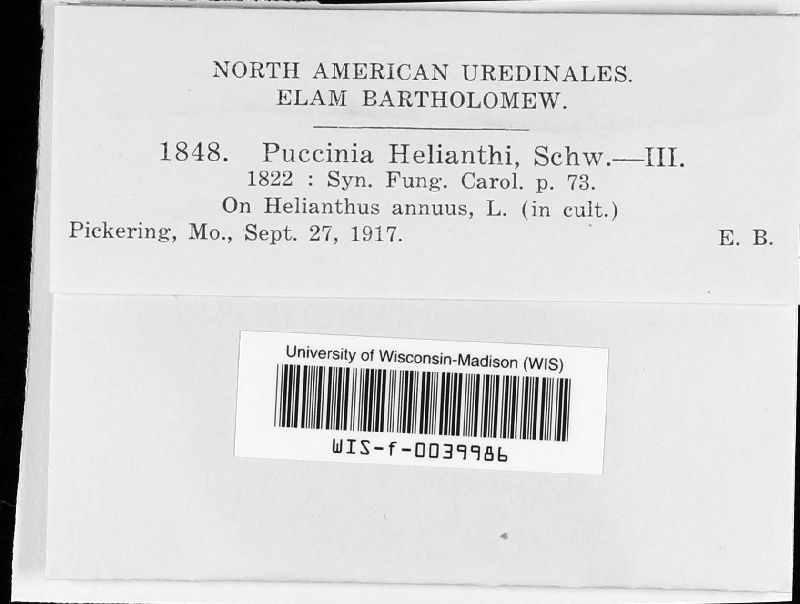 NORTH AMERICAN UREDINALES.
ELAM BARTHOLOMEW.
1848. Puccinia Helianthi, Schw.—III.
1822 : Syn. Fung. Carol. p. 73.
On Helianthus annuus, L. (in cult.)
Pickering, Mo., Sept. 27, 1917. E. B.
University of Wisconsin-Madison (WIS)
WIS-f-0039986